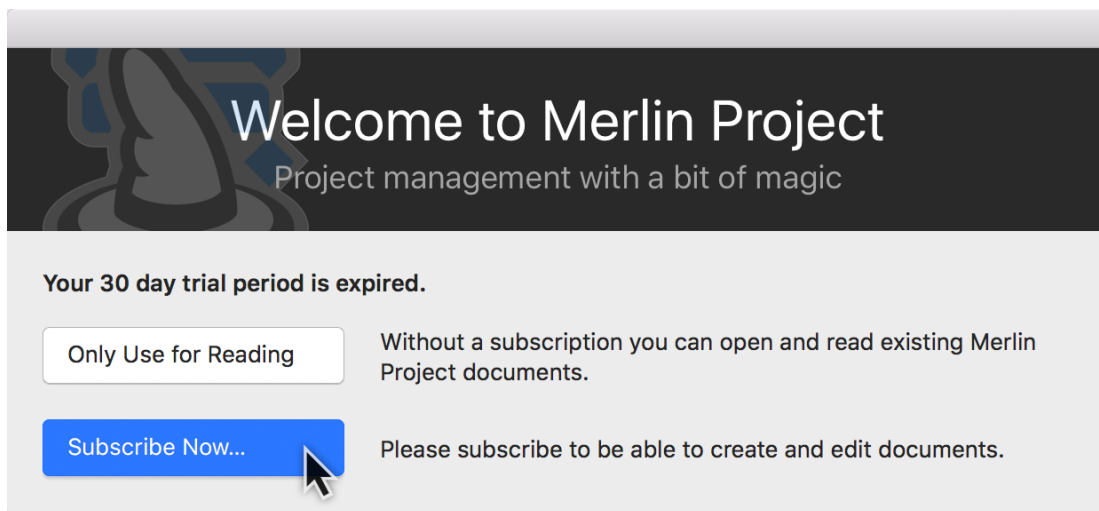 Welcome to Merlin Project
Project management with a bit of magic
Your 30 day trial period is expired.
Only Use for Reading
Without a subscription you can open and read existing Merlin
Project documents.
Subscribe Now...
Please subscribe to be able to create and edit documents.